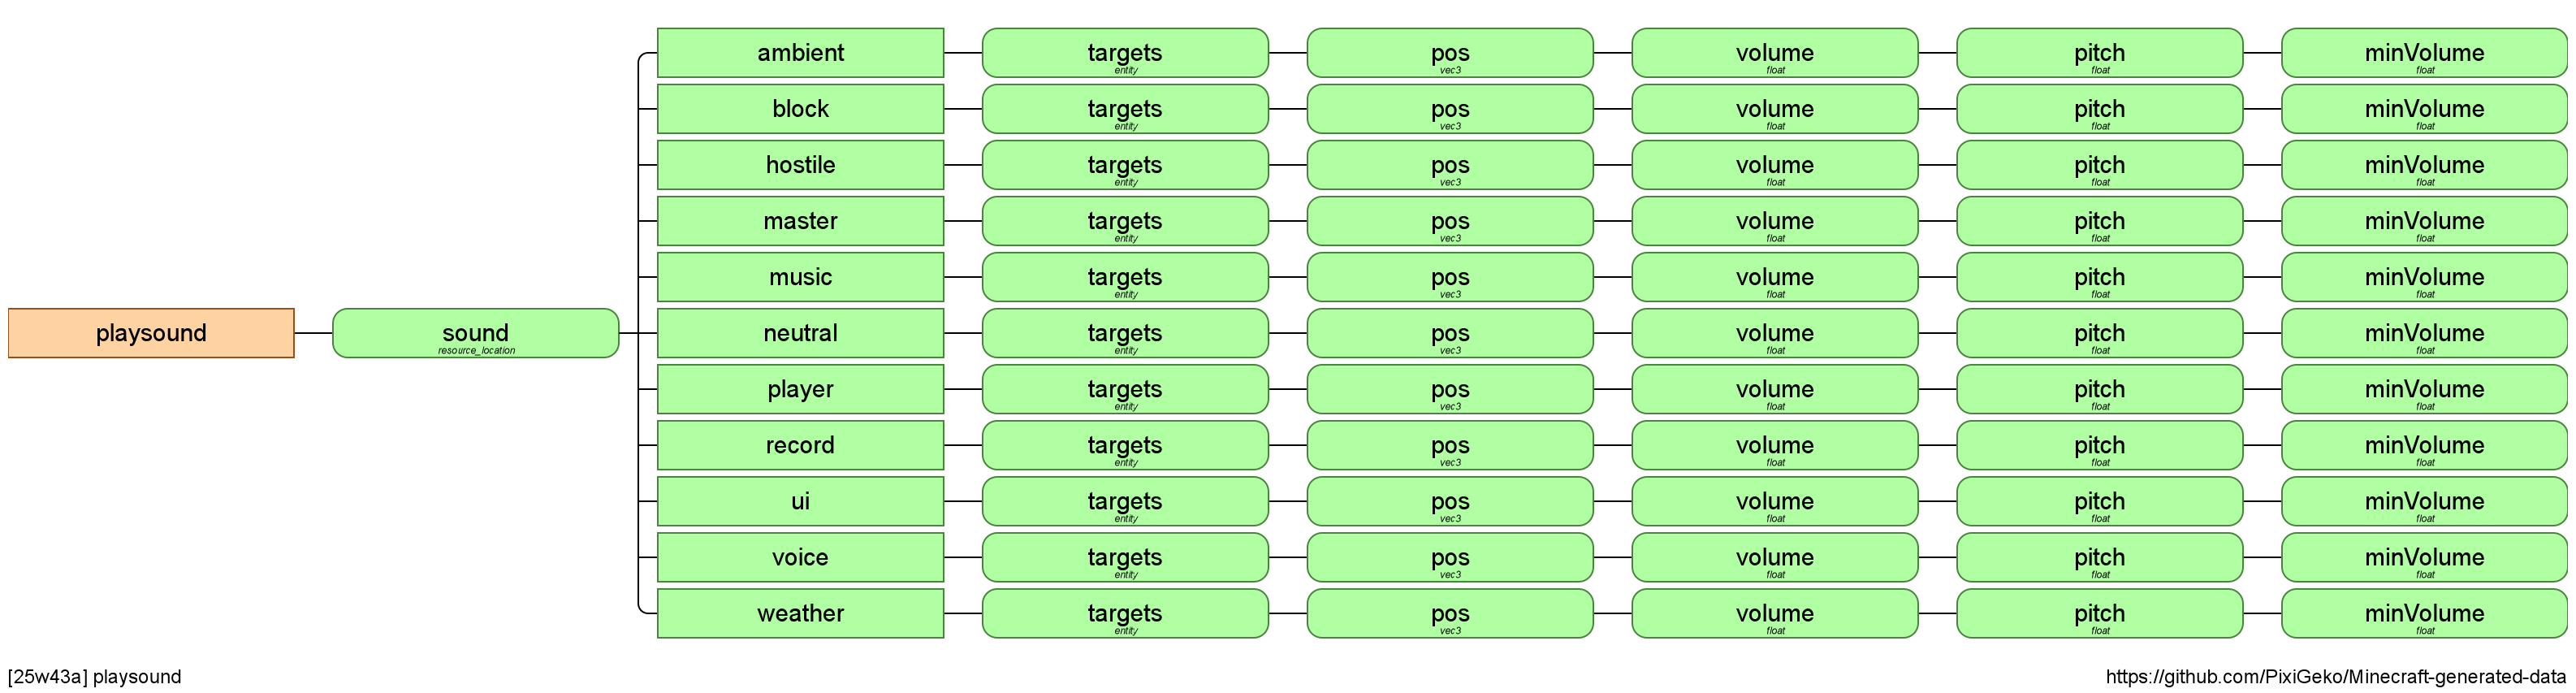 ambient targets pos volume pitch minVolume
entity vec3 float float float
block targets pos volume pitch minVolume
entity vec3 float float float
hostile targets pos volume pitch minVolume
entity vec3 float float float
master targets pos volume pitch minVolume
entity vec3 float float float
music targets pos volume pitch minVolume
entity vec3 float float float
playsound sound neutral targets pos volume pitch minVolume
resource_location entity vec3 float float float
player targets pos volume pitch minVolume
entity vec3 float float float
record targets pos volume pitch minVolume
entity vec3 float float float
ui targets pos volume pitch minVolume
entity vec3 float float float
voice targets pos volume pitch minVolume
entity vec3 float float float
weather targets pos volume pitch minVolume
entity vec3 float float float
[25w43a] playsound https://github.com/PixiGeko/Minecraft-generated-data